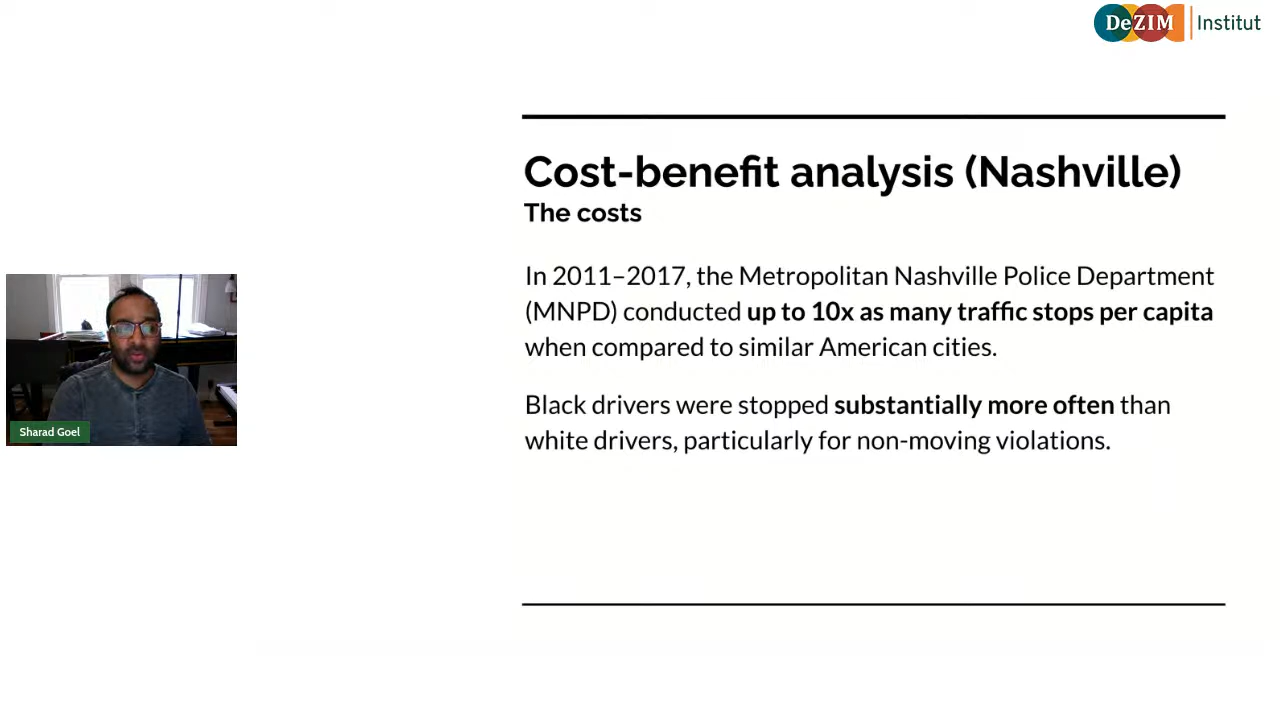 DeZIM Institut
Cost-benefit analysis (Nashville)
The costs
In 2011–2017, the Metropolitan Nashville Police Department
(MNPD) conducted up to 10x as many traffic stops per capita
when compared to similar American cities.
Black drivers were stopped substantially more often than
white drivers, particularly for non-moving violations.
Sharad Goel